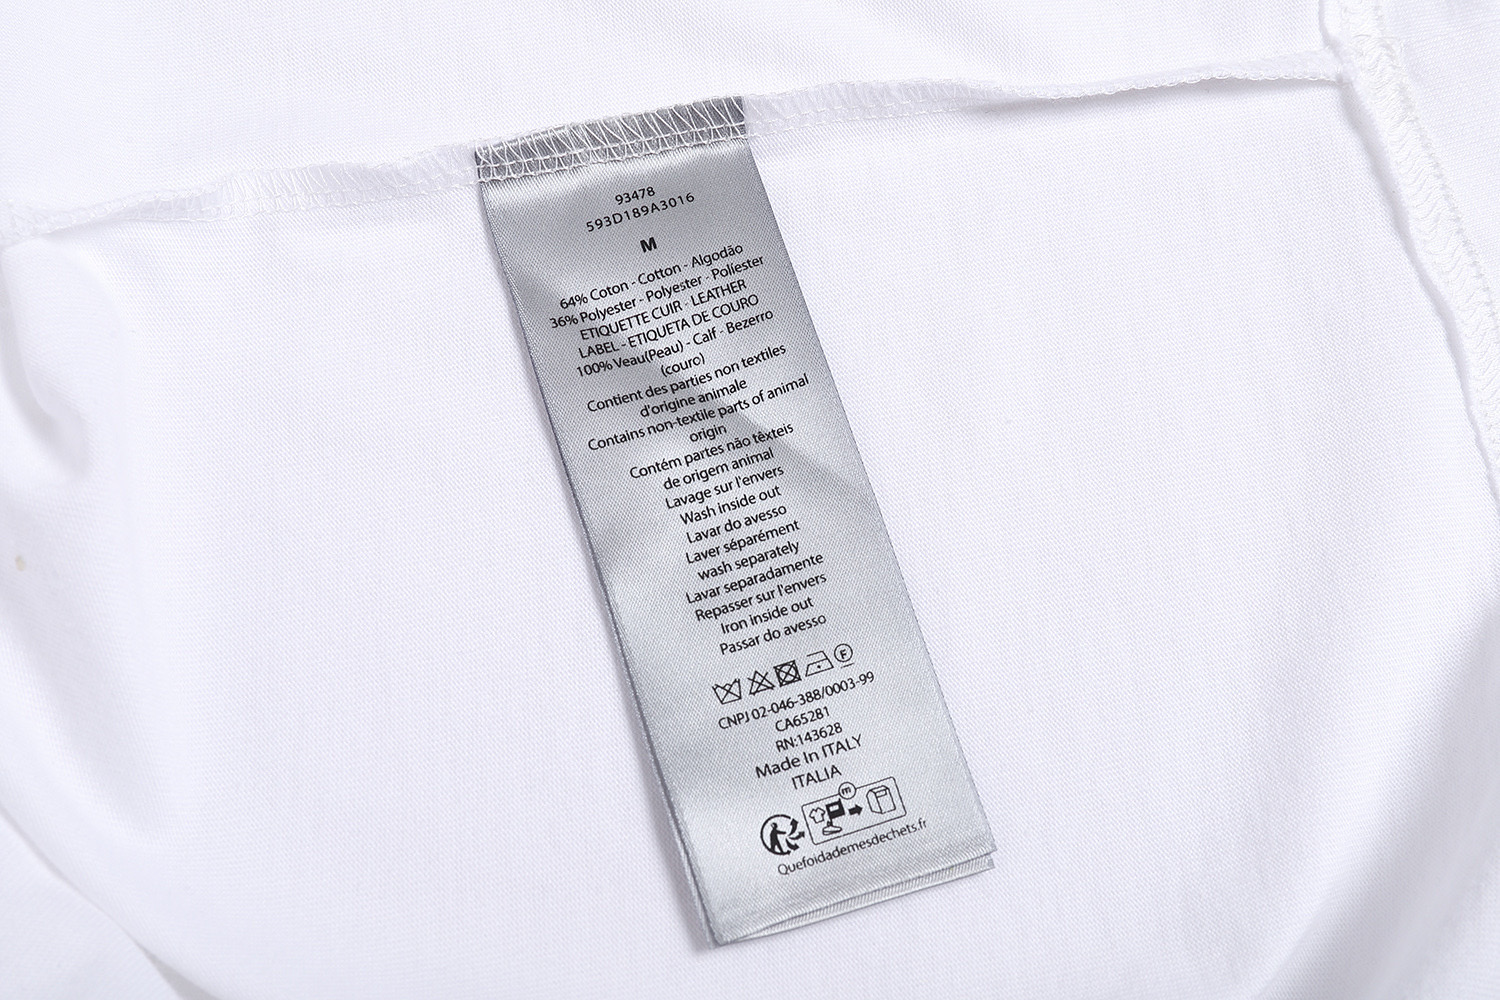 93478
593D189A3016
M
64% Coton - Cotton - Algodão
36% Polyester - Polyester - Políester
ETIQUETTE CUIR - LEATHER
LABEL - ETIQUETA DE COURO
100% Veau(Peau) - Calf - Bezerro
(couro)
Contient des parties non textiles
d'origine animale
Contains non-textile parts of animal
origin
Contém partes não têxteis
de origem animal
Lavage sur l'envers
Wash inside out
Lavar do avesso
Laver séparément
wash separately
Lavar separadamente
Repasser sur l'envers
Iron inside out
Passar do avesso
F
CNPJ 02-046-388/0003-99
CA65281
RN:143628
Made In ITALY
ITALIA
m
Quefoidademesdechets.fr